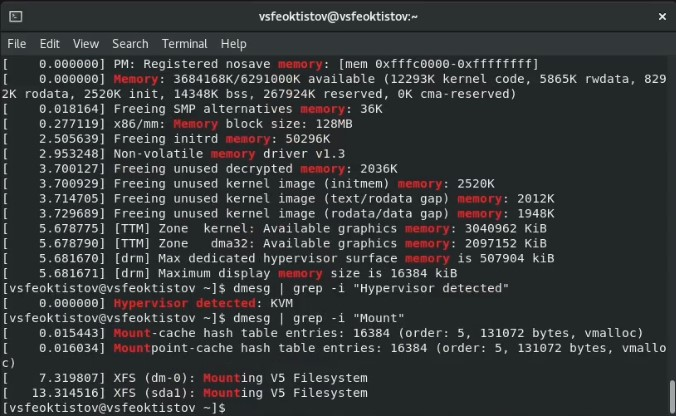 vsfeoktistov@vsfeoktistov:~
File Edit View Search Terminal Help
[    0.000000] PM: Registered nosave memory: [mem 0xfffc0000-0xffffffff]
[    0.000000] Memory: 3684168K/6291000K available (12293K kernel code, 5865K rwdata, 829
2K rodata, 2520K init, 14348K bss, 267924K reserved, 0K cma-reserved)
[    0.018164] Freeing SMP alternatives memory: 36K
[    0.277119] x86/mm: Memory block size: 128MB
[    2.505639] Freeing initrd memory: 50296K
[    2.953248] Non-volatile memory driver v1.3
[    3.700127] Freeing unused decrypted memory: 2036K
[    3.700929] Freeing unused kernel image (initmem) memory: 2520K
[    3.714705] Freeing unused kernel image (text/rodata gap) memory: 2012K
[    3.729689] Freeing unused kernel image (rodata/data gap) memory: 1948K
[    5.678775] [TTM] Zone  kernel: Available graphics memory: 3040962 KiB
[    5.678790] [TTM] Zone   dma32: Available graphics memory: 2097152 KiB
[    5.681670] [drm] Max dedicated hypervisor surface memory is 507904 kiB
[    5.681671] [drm] Maximum display memory size is 16384 kiB
[vsfeoktistov@vsfeoktistov ~]$ dmesg | grep -i "Hypervisor detected"
[    0.000000] Hypervisor detected: KVM
[vsfeoktistov@vsfeoktistov ~]$ dmesg | grep -i "Mount"
[    0.015443] Mount-cache hash table entries: 16384 (order: 5, 131072 bytes, vmalloc)
[    0.016034] Mountpoint-cache hash table entries: 16384 (order: 5, 131072 bytes, vmallo
c)
[    7.319807] XFS (dm-0): Mounting V5 Filesystem
[   13.314516] XFS (sda1): Mounting V5 Filesystem
[vsfeoktistov@vsfeoktistov ~]$